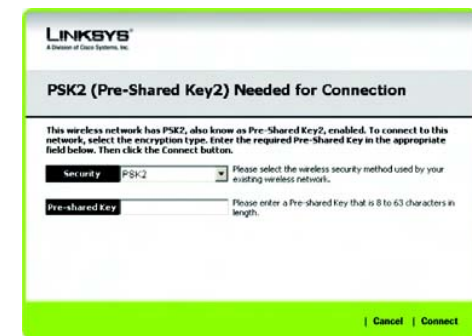 LINKSYS®
A Division of Cisco Systems, Inc.
PSK2 (Pre-Shared Key2) Needed for Connection
This wireless network has PSK2, also know as Pre-Shared Key2, enabled. To connect to this
network, select the encryption type. Enter the required Pre-Shared Key in the appropriate
field below. Then click the Connect button.
Security PSK2 Please select the wireless security method used by your
existing wireless network.
Pre-shared Key Please enter a Pre-shared Key that is 8 to 63 characters in
length.
| Cancel | Connect